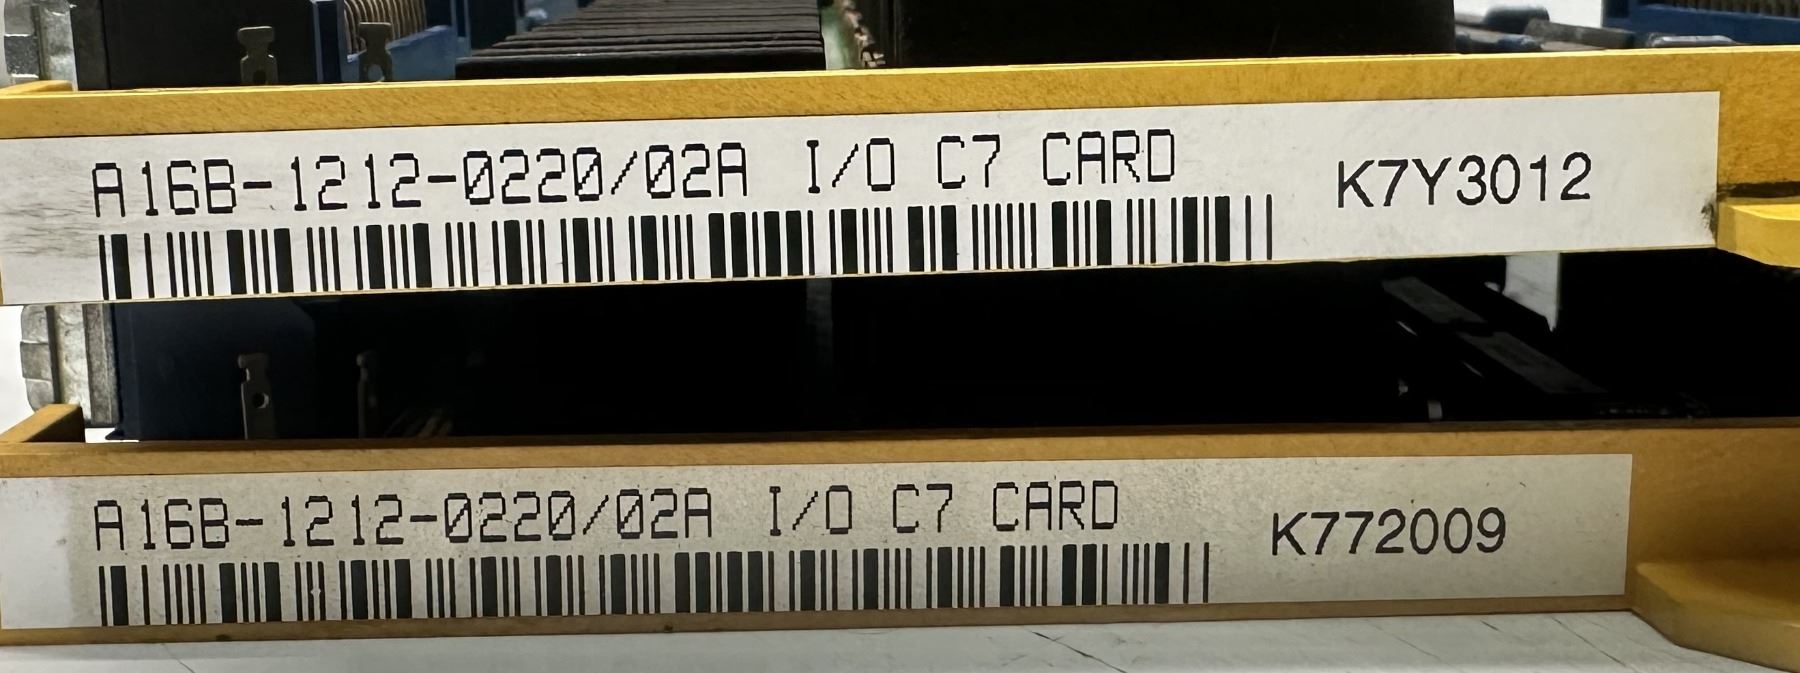 A16B-1212-0220/02A I/O C7 CARD K7Y3012
A16B-1212-0220/02A I/O C7 CARD K772009